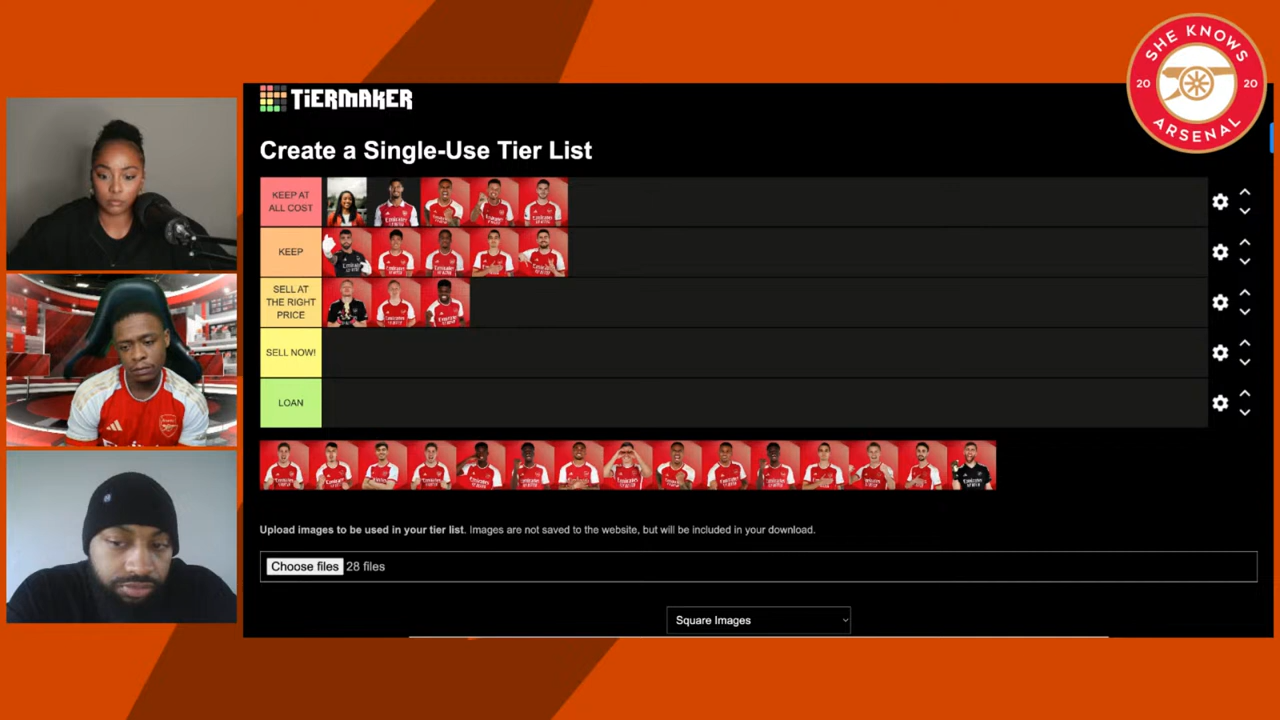 SHE KNOWS
20 20
ARSENAL
TiERMAKER
Create a Single-Use Tier List
KEEP AT
ALL COST
KEEP
SELL AT
THE RIGHT
PRICE
SELL NOW!
LOAN
Upload images to be used in your tier list. Images are not saved to the website, but will be included in your download.
Choose files 28 files
Square Images